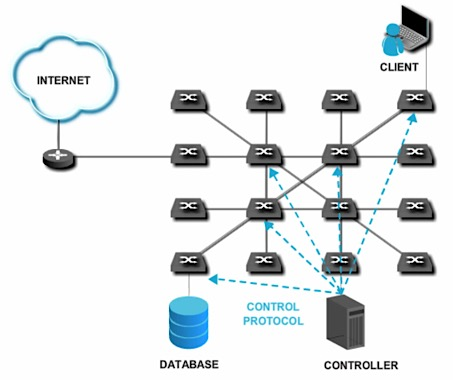 CLIENT
INTERNET
CONTROL
PROTOCOL
DATABASE
CONTROLLER